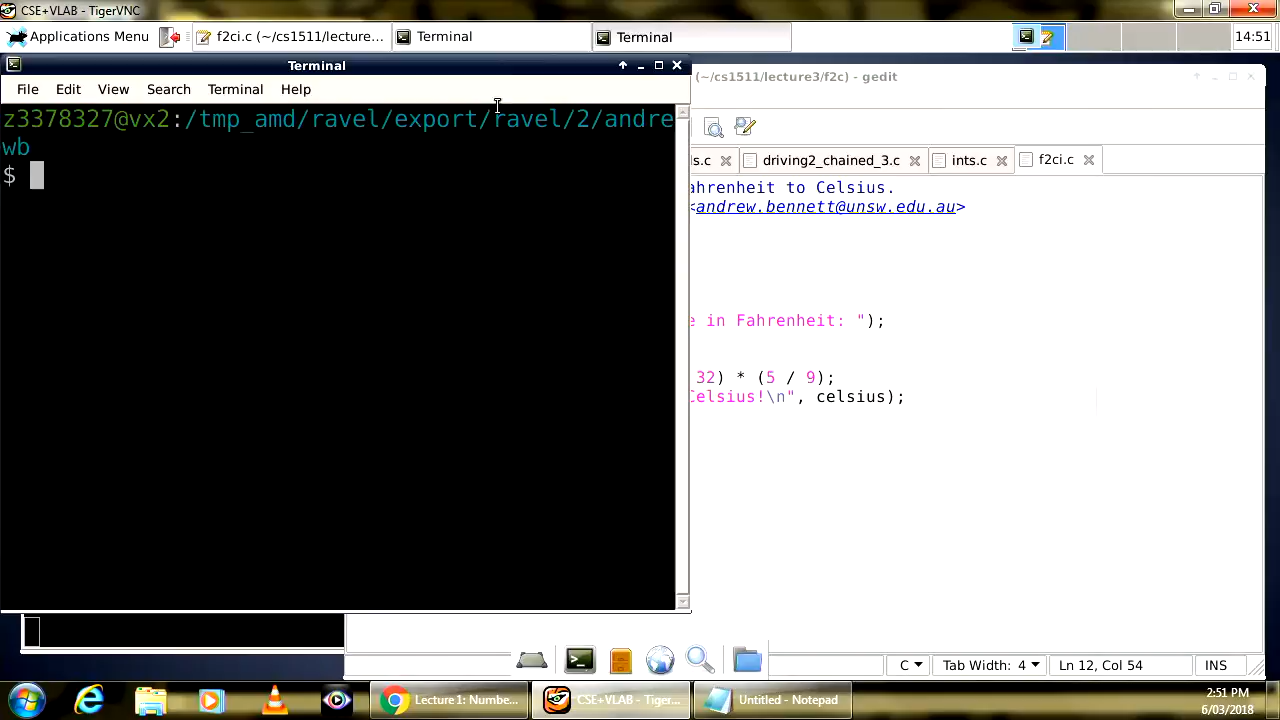 CSE+VLAB - TigerVNC
Applications Menu
f2ci.c (~/cs1511/lecture...
Terminal
Terminal
14:51
Terminal
(~/cs1511/lecture3/f2c) - gedit
File Edit View Search Terminal Help
z3378327@vx2:/tmp_amd/ravel/export/ravel/2/andre
wb
$
ls.c
driving2_chained_3.c
ints.c
f2ci.c
ahrenheit to Celsius.
<andrew.bennett@unsw.edu.au>
e in Fahrenheit: ");
32) * (5 / 9);
Celsius!\n", celsius);
C
Tab Width: 4
Ln 12, Col 54
INS
Lecture 1: Numbe...
CSE+VLAB - Tiger...
Untitled - Notepad
2:51 PM
6/03/2018